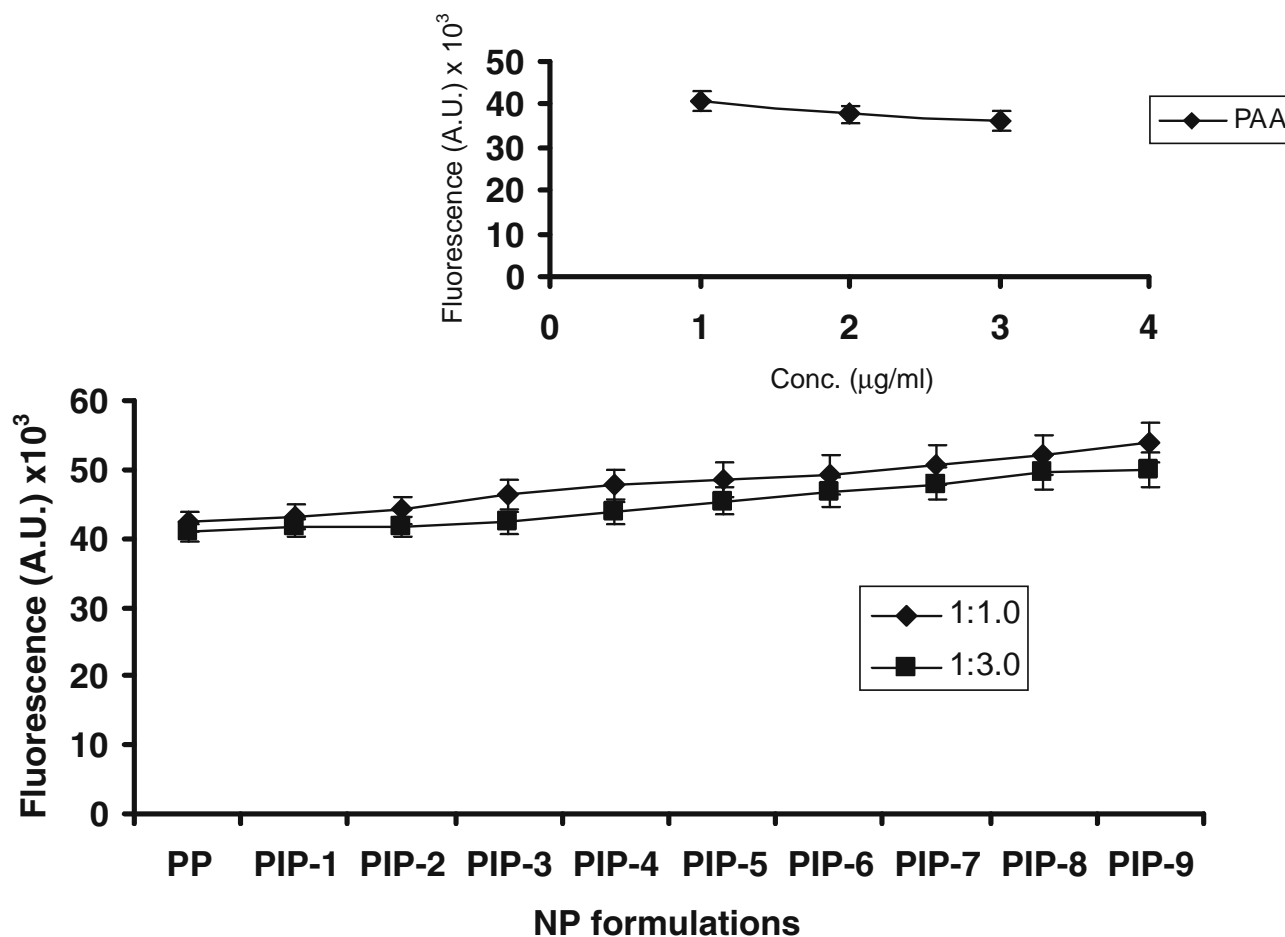 Fluorescence (A.U.) x 10³
50
40
30
20
10
0
0 1 2 3 4
Conc. (μg/ml)
PAA
Fluorescence (A.U.) x10³
60
50
40
30
20
10
0
1:1.0
1:3.0
PP PIP-1 PIP-2 PIP-3 PIP-4 PIP-5 PIP-6 PIP-7 PIP-8 PIP-9
NP formulations